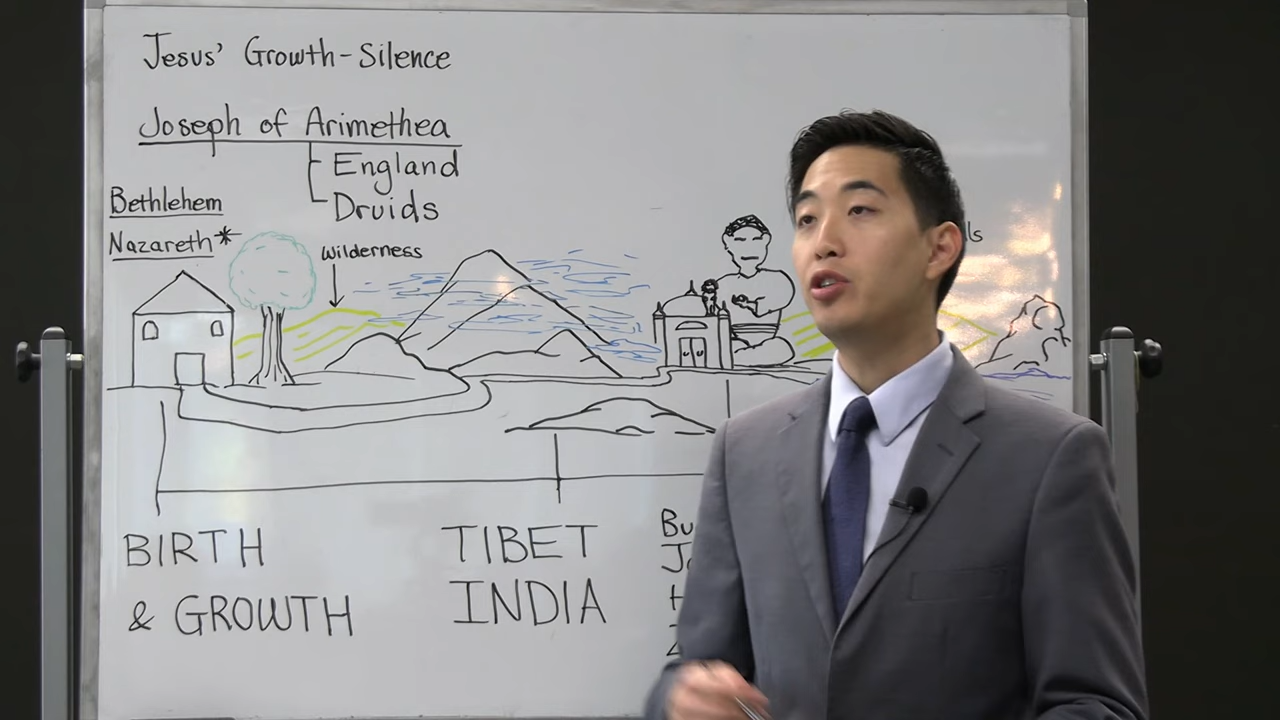 Jesus' Growth-Silence
Joseph of Arimethea
England
Druids
Bethlehem
Nazareth*
wilderness
BIRTH
& GROWTH
TIBET
INDIA